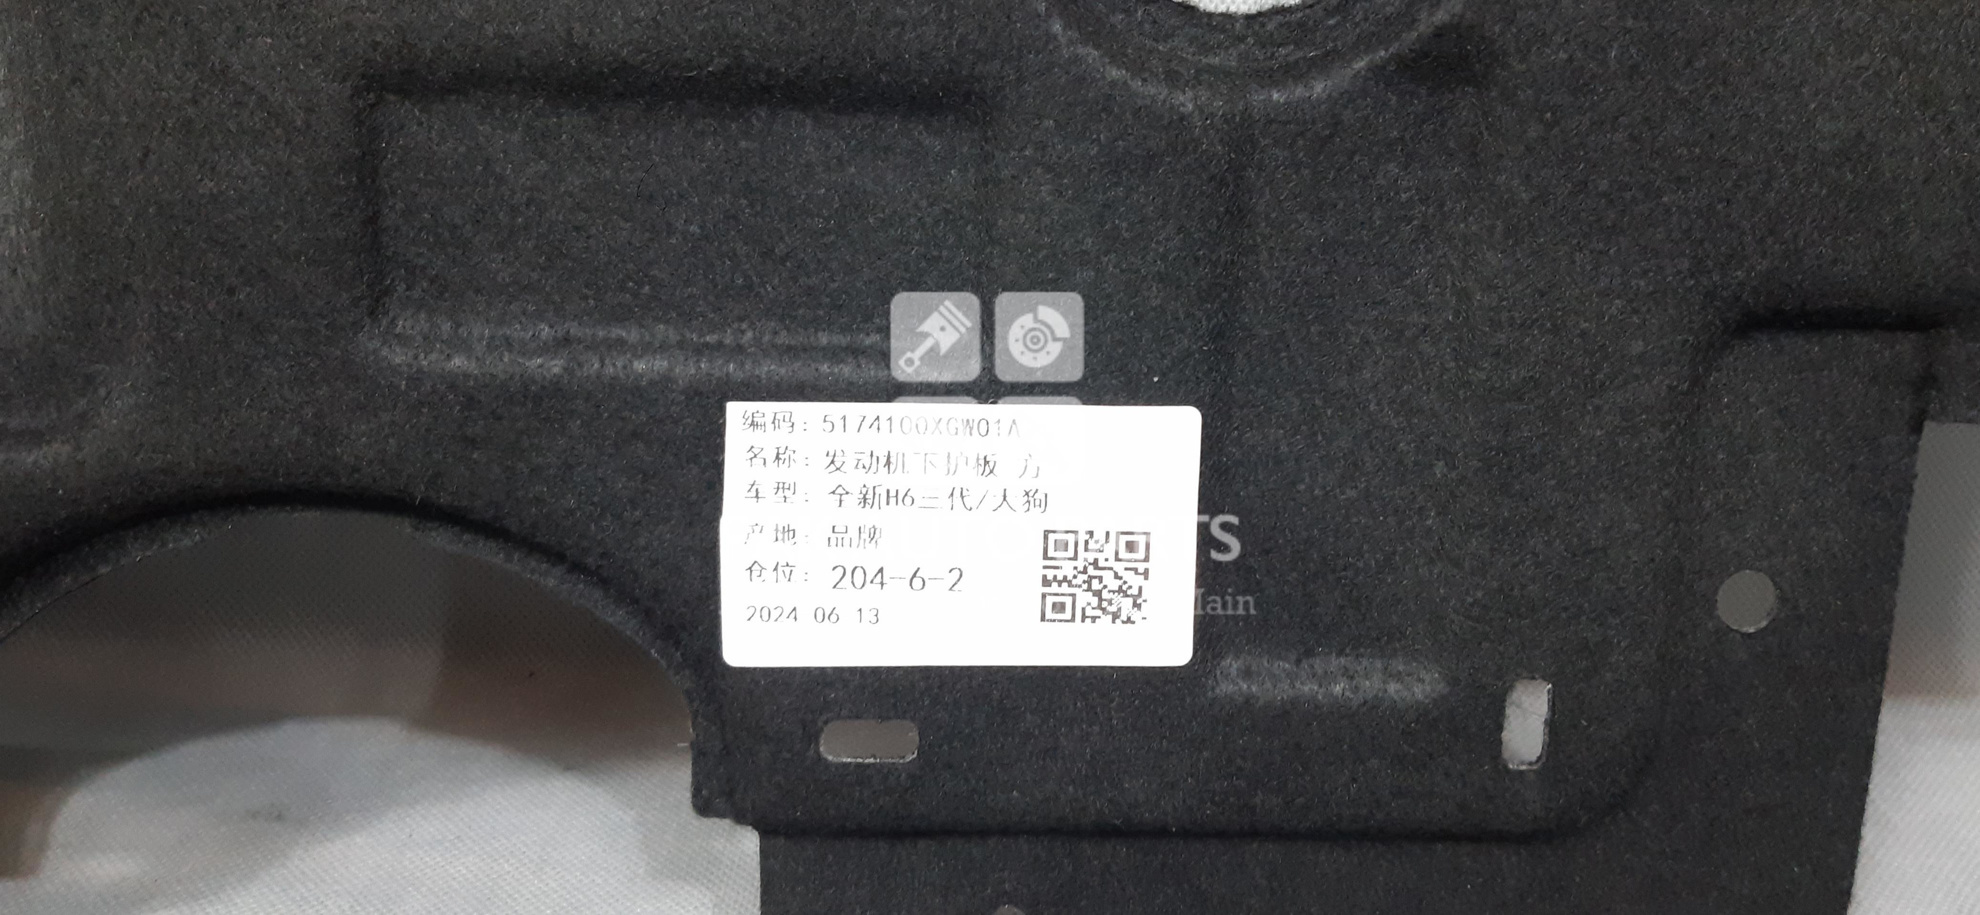 编码: 5174100XGW01A
名称: 发动机下护板 方
车型: 全新H6三代/大狗
产地: 品牌
仓位: 204-6-2
2024 06 13